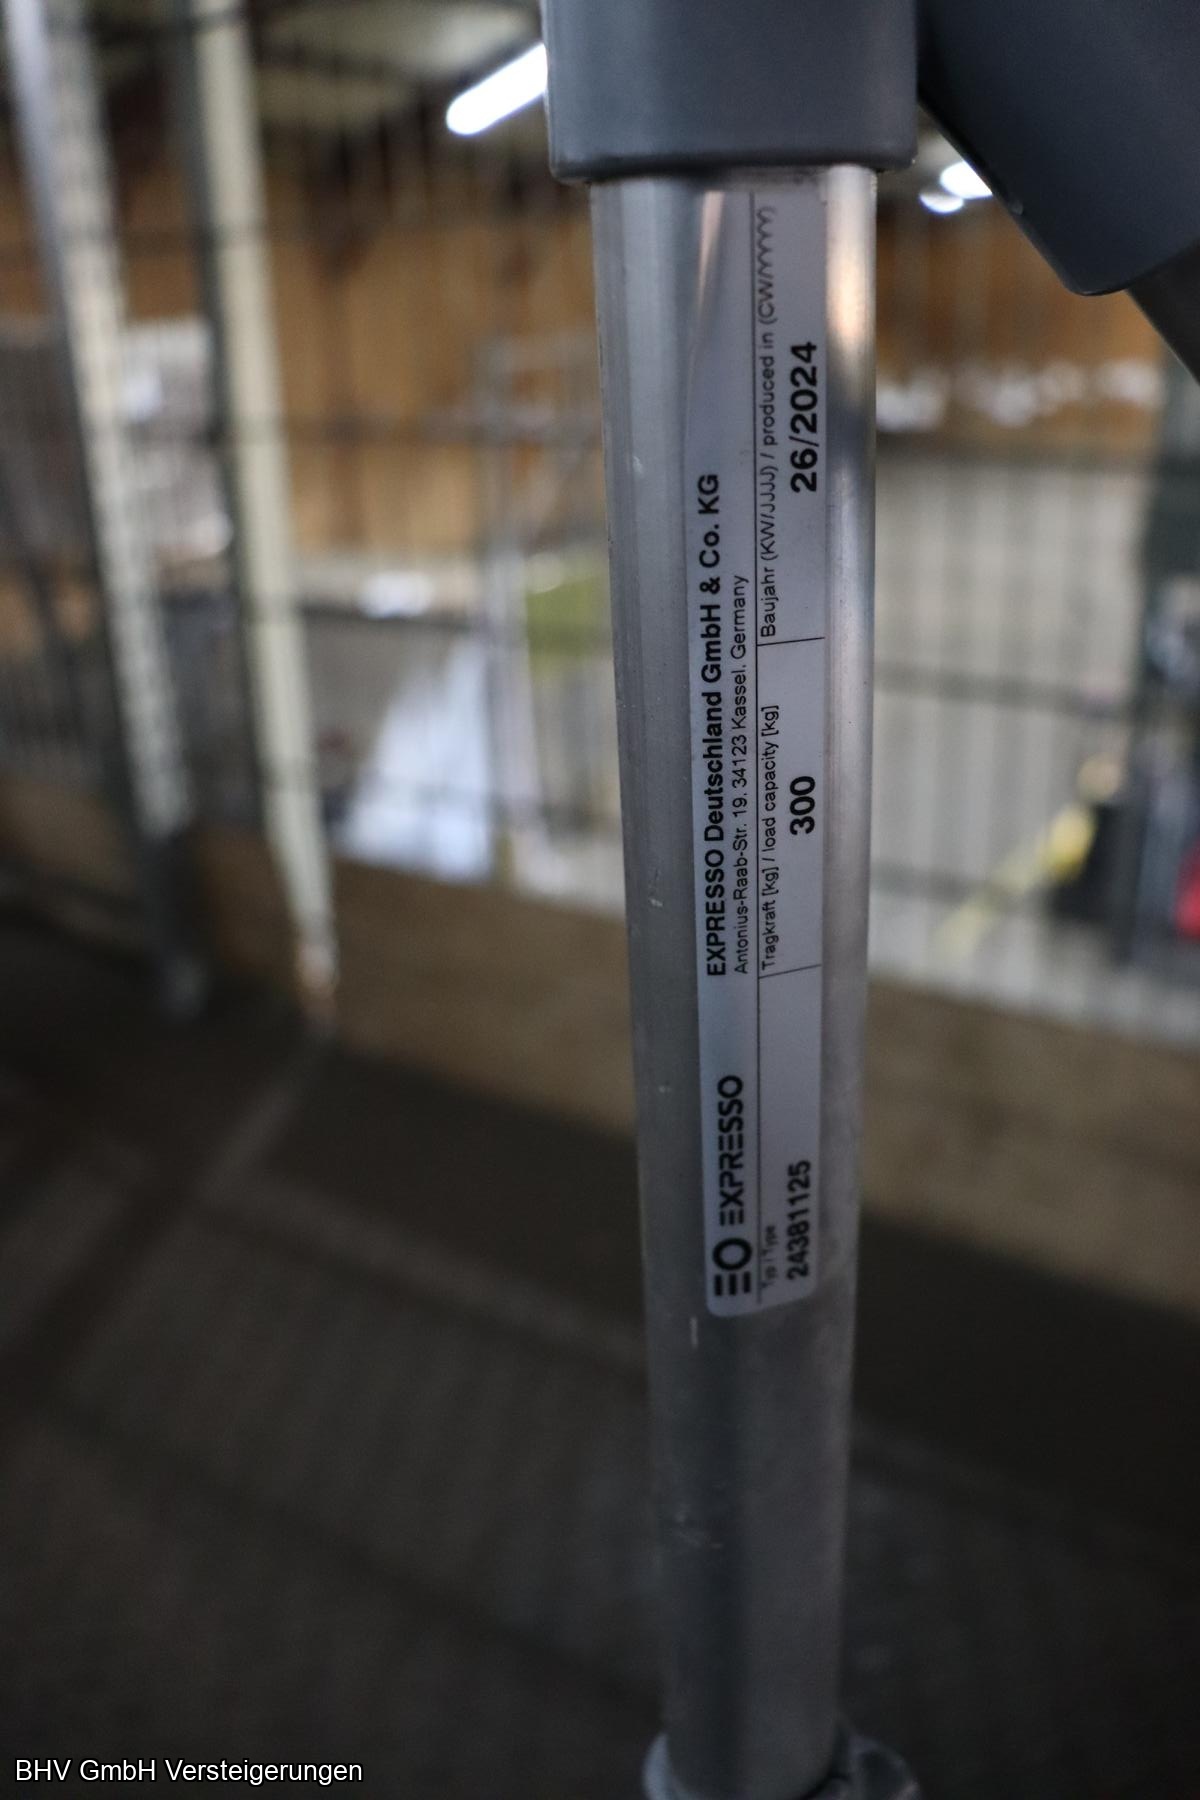 EXPRESSO
EXPRESSO Deutschland GmbH & Co. KG
Antonius-Raab-Str. 19, 34123 Kassel, Germany
Typ / Type
24381125
Tragkraft [kg] / load capacity [kg]
300
Baujahr (KW/JJJJ) / produced in (CW/YYYY)
26/2024
BHV GmbH Versteigerungen